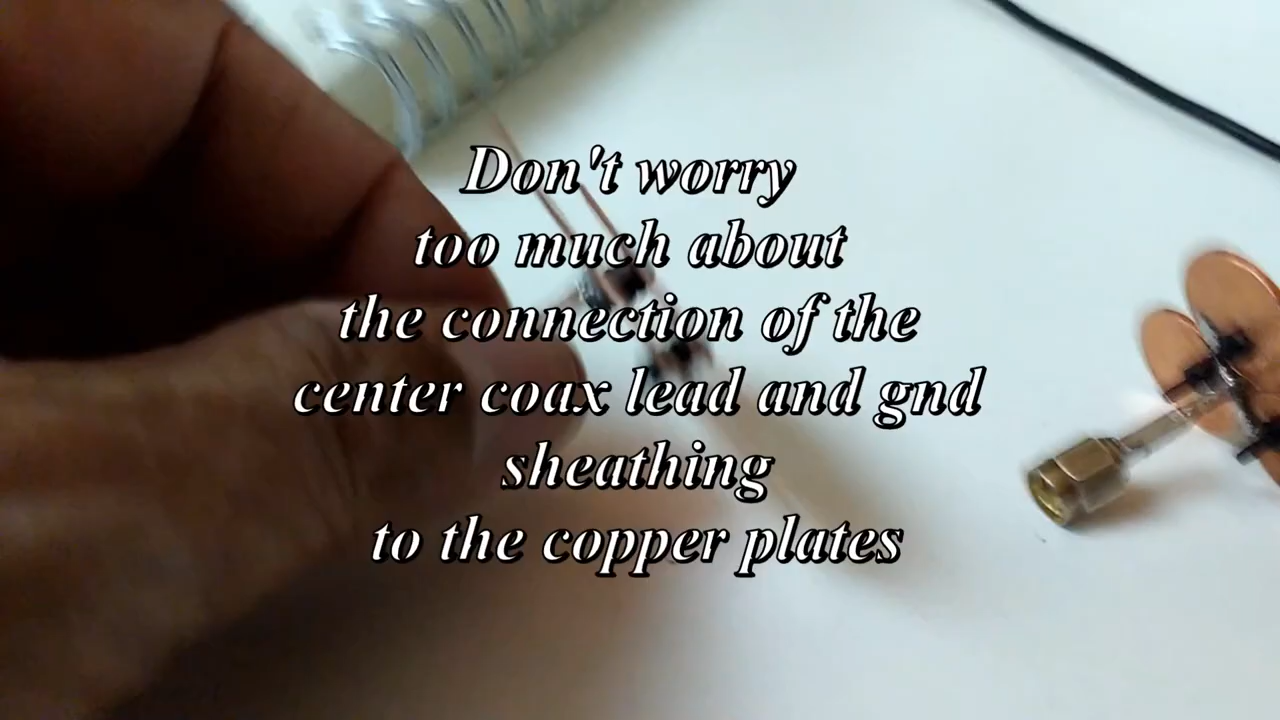 Don't worry
too much about
the connection of the
center coax lead and gnd
sheathing
to the copper plates